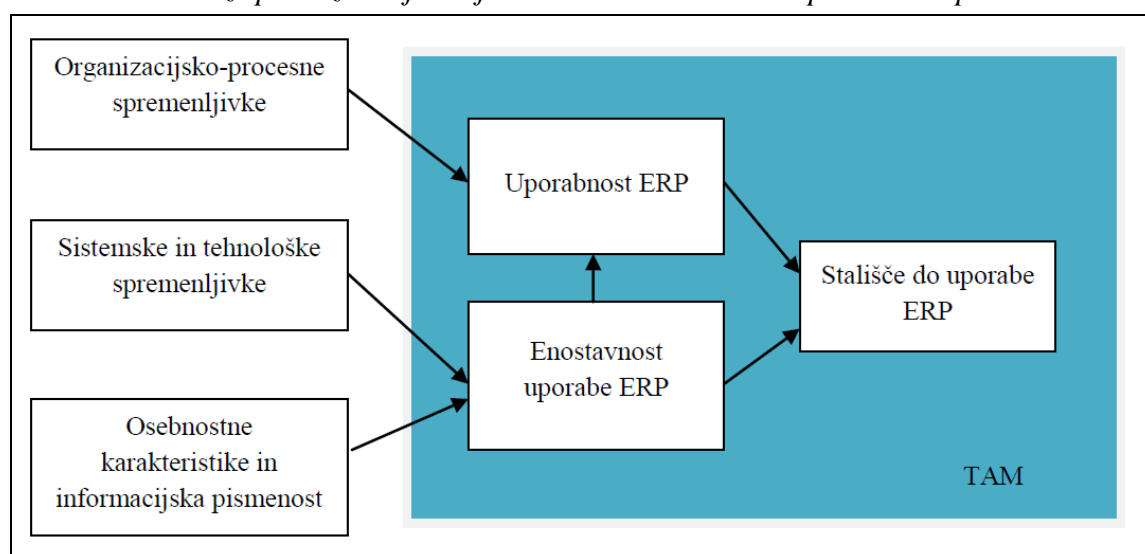 Organizacijsko-procesne
spremenljivke
Sistemske in tehnološke
spremenljivke
Osebnostne
karakteristike in
informacijska pismenost
Uporabnost ERP
Enostavnost
uporabe ERP
Stališče do uporabe
ERP
TAM